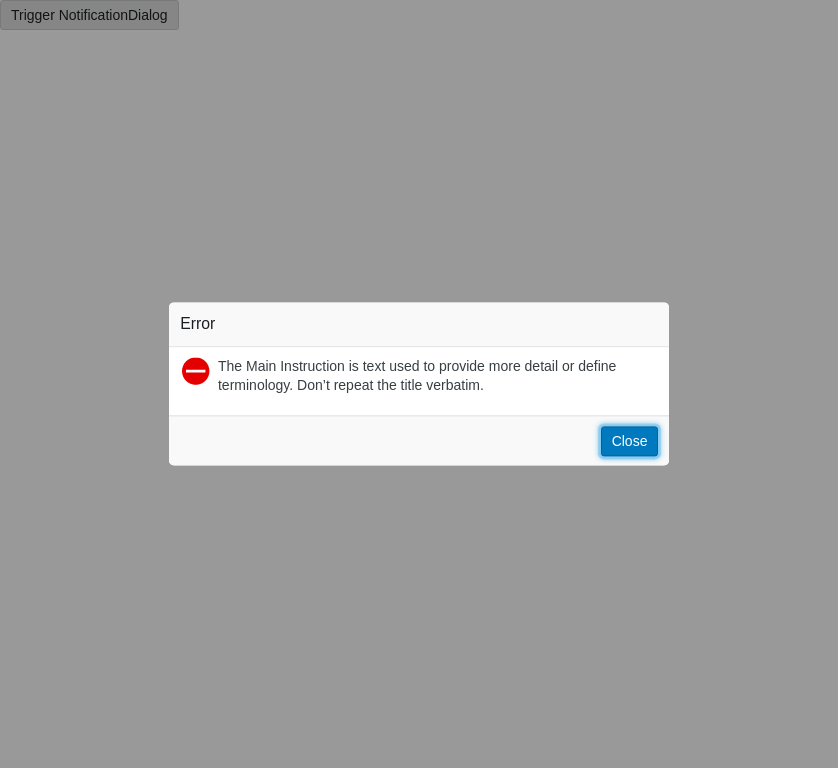 Trigger NotificationDialog
Error
The Main Instruction is text used to provide more detail or define
terminology. Don’t repeat the title verbatim.
Close